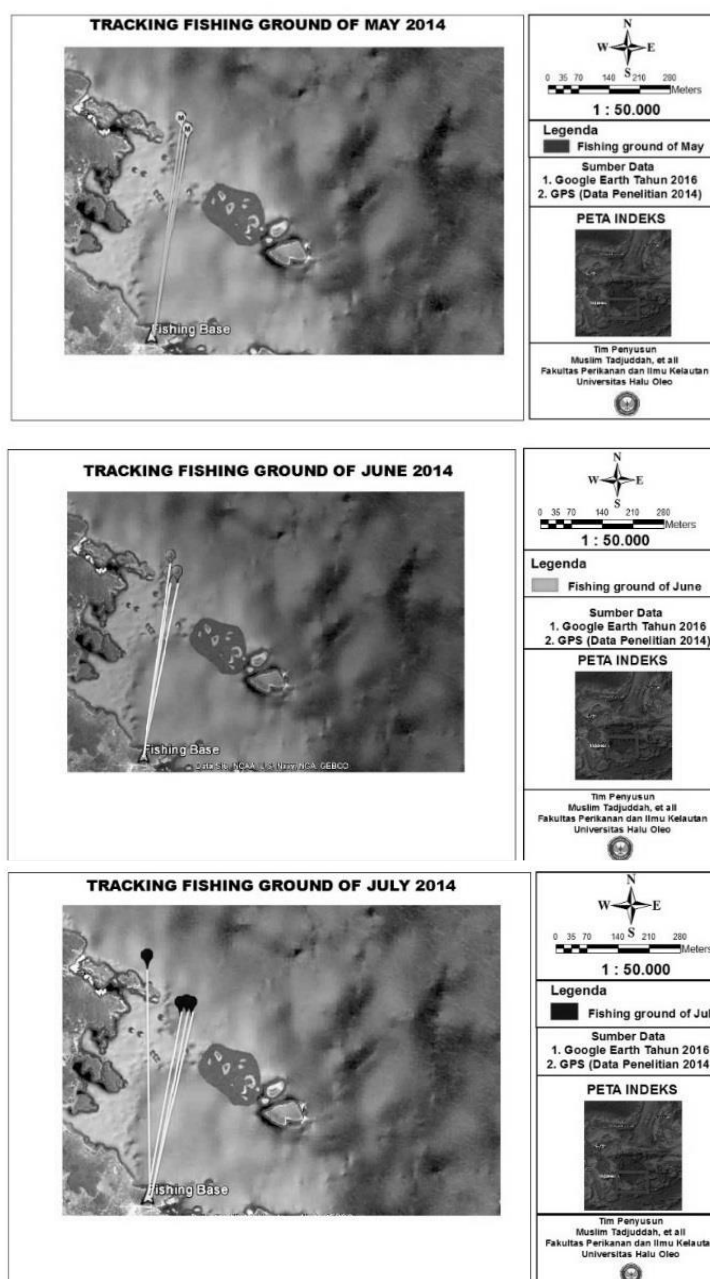 TRACKING FISHING GROUND OF MAY 2014
M
M
Fishing Base
N
W E
S
0 35 70 140 210 280
Meters
1 : 50.000
Legenda
Fishing ground of May
Sumber Data
1. Google Earth Tahun 2016
2. GPS (Data Penelitian 2014)
PETA INDEKS
Tim Penyusun
Muslim Tadjuddah, et all
Fakultas Perikanan dan Ilmu Kelautan
Universitas Halu Oleo
TRACKING FISHING GROUND OF JUNE 2014
Fishing Base
Data SIO, NOAA, U.S. Navy, NGA, GEBCO
N
W E
S
0 35 70 140 210 280
Meters
1 : 50.000
Legenda
Fishing ground of June
Sumber Data
1. Google Earth Tahun 2016
2. GPS (Data Penelitian 2014)
PETA INDEKS
Tim Penyusun
Muslim Tadjuddah, et all
Fakultas Perikanan dan Ilmu Kelautan
Universitas Halu Oleo
TRACKING FISHING GROUND OF JULY 2014
Fishing Base
N
W E
S
0 35 70 140 210 280
Meters
1 : 50.000
Legenda
Fishing ground of Jul
Sumber Data
1. Google Earth Tahun 2016
2. GPS (Data Penelitian 2014
PETA INDEKS
Tim Penyusun
Muslim Tadjuddah, et all
Fakultas Perikanan dan Ilmu Kelauta
Universitas Halu Oleo